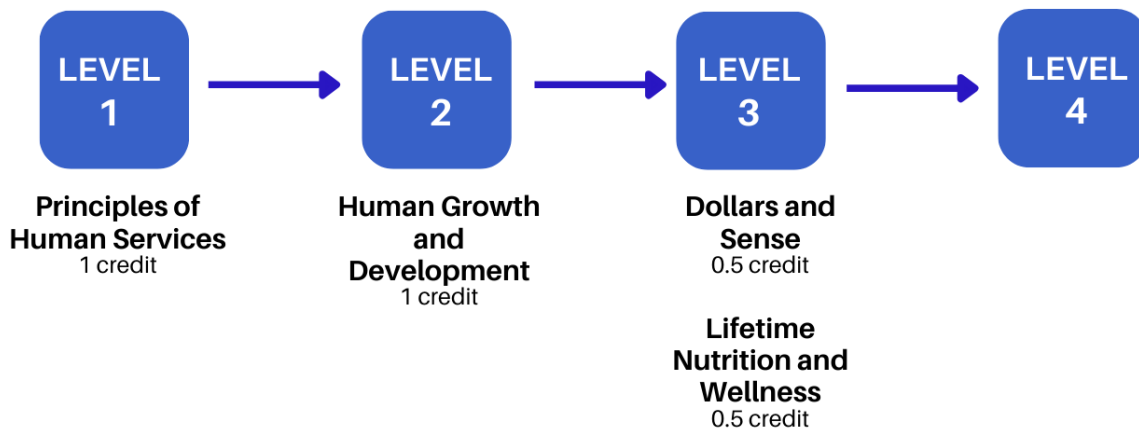 LEVEL
1
LEVEL
2
LEVEL
3
LEVEL
4
Principles of
Human Services
1 credit
Human Growth
and
Development
1 credit
Dollars and
Sense
0.5 credit
Lifetime
Nutrition and
Wellness
0.5 credit